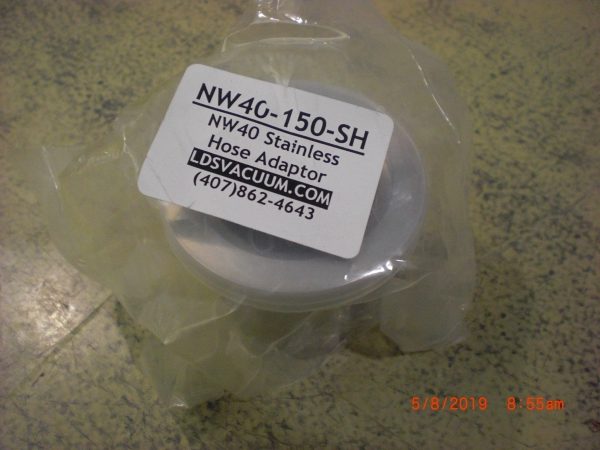 NW40-150-SH
NW40 Stainless
Hose Adaptor
LDSVACUUM.COM
(407)862-4643
5/8/2019 8:55am